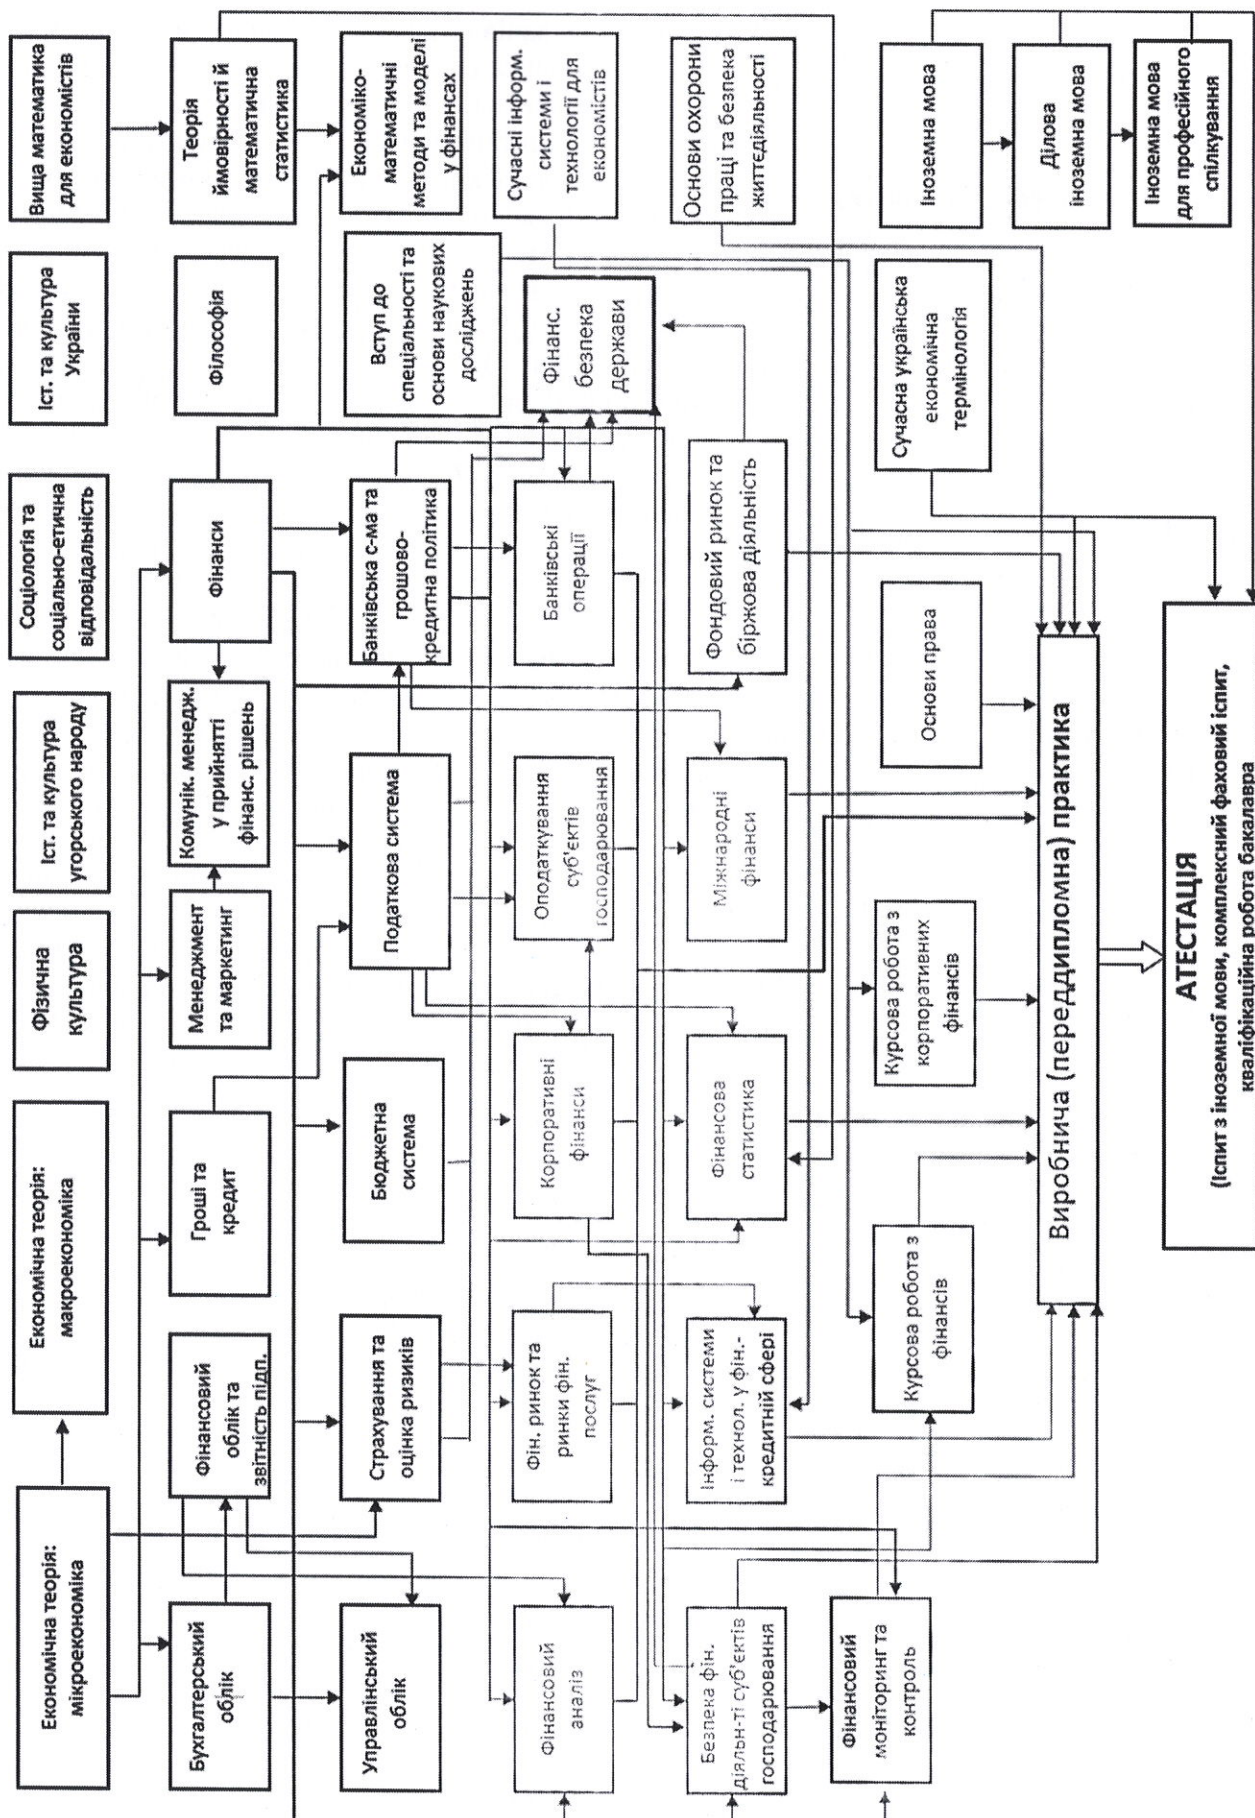 Економічна теорія:
мікроекономіка
Економічна теорія:
макроекономіка
Фізична
культура
Іст. та культура
угорського народу
Соціологія та
соціально-етична
відповідальність
Іст. та культура
України
Вища математика
для економістів
Бухгалтерський
облік
Фінансовий
облік та
звітність підп.
Гроші та
кредит
Менеджмент
та маркетинг
Комунік. менедж.
у прийнятті
фінанс. рішень
Фінанси
Філософія
Теорія
ймовірності й
математична
статистика
Управлінський
облік
Страхування та
оцінка ризиків
Бюджетна
система
Податкова система
Банківська с-ма та
грошово-
кредитна політика
Вступ до
спеціальності та
основи наукових
досліджень
Економіко-
математичні
методи та моделі
у фінансах
Фінансовий
аналіз
Фін. ринок та
ринки фін.
послуг
Корпоративні
фінанси
Оподаткування
суб'єктів
господарювання
Банківські
операції
Фінанс.
безпека
держави
Сучасні інформ.
системи і
технології для
економістів
Безпека фін.
діяльн-ті суб'єктів
господарювання
Інформ. системи
і технол. у фін.-
кредитній сфері
Фінансова
статистика
Міжнародні
фінанси
Фондовий ринок та
біржова діяльність
Основи охорони
праці та безпека
життєдіяльності
Фінансовий
моніторинг та
контроль
Курсова робота з
фінансів
Курсова робота з
корпоративних
фінансів
Основи права
Сучасна українська
економічна
термінологія
Іноземна мова
Ділова
іноземна мова
Іноземна мова
для професійного
спілкування
Виробнича (переддипломна) практика
АТЕСТАЦІЯ
(іспит з іноземної мови, комплексний фаховий іспит,
кваліфікаційна робота бакалавра